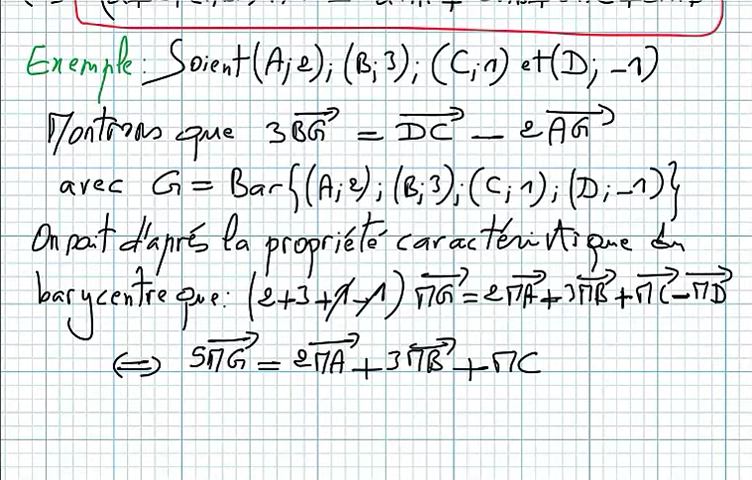 Exemple: Soient (A;2); (B;3); (C;1) et (D; -1)
Montrons que 3BG = DC - 2AG
avec G = Bar{(A;2); (B;3); (C;1); (D; -1)}
On sait d'après la propriété caractéristique du
barycentre que: (2+3+1-1) MG = 2MA + 3MB + MC - MD
⇔ 5MG = 2MA + 3MB + MC